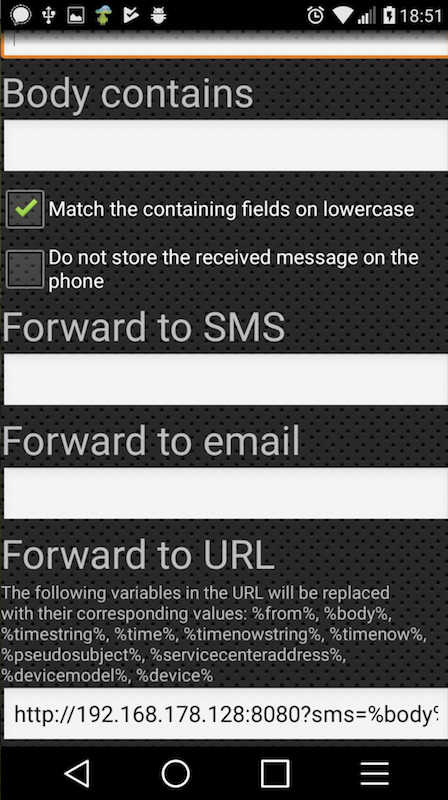 18:51
Body contains
Match the containing fields on lowercase
Do not store the received message on the
phone
Forward to SMS
Forward to email
Forward to URL
The following variables in the URL will be replaced
with their corresponding values: %from%, %body%,
%timestring%, %time%, %timenowstring%, %timenow%,
%pseudosubject%, %servicecenteraddress%,
%devicemodel%, %device%
http://192.168.178.128:8080?sms=%body%